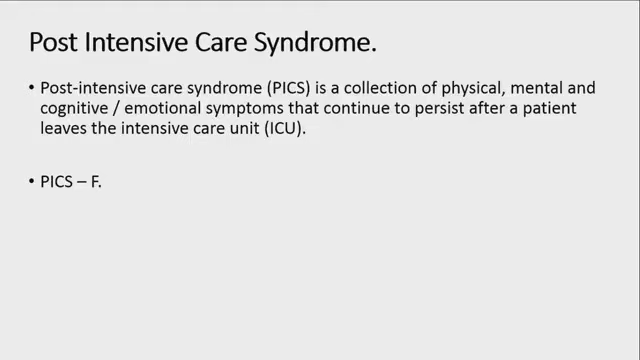 Post Intensive Care Syndrome.
• Post-intensive care syndrome (PICS) is a collection of physical, mental and
cognitive / emotional symptoms that continue to persist after a patient
leaves the intensive care unit (ICU).
• PICS – F.